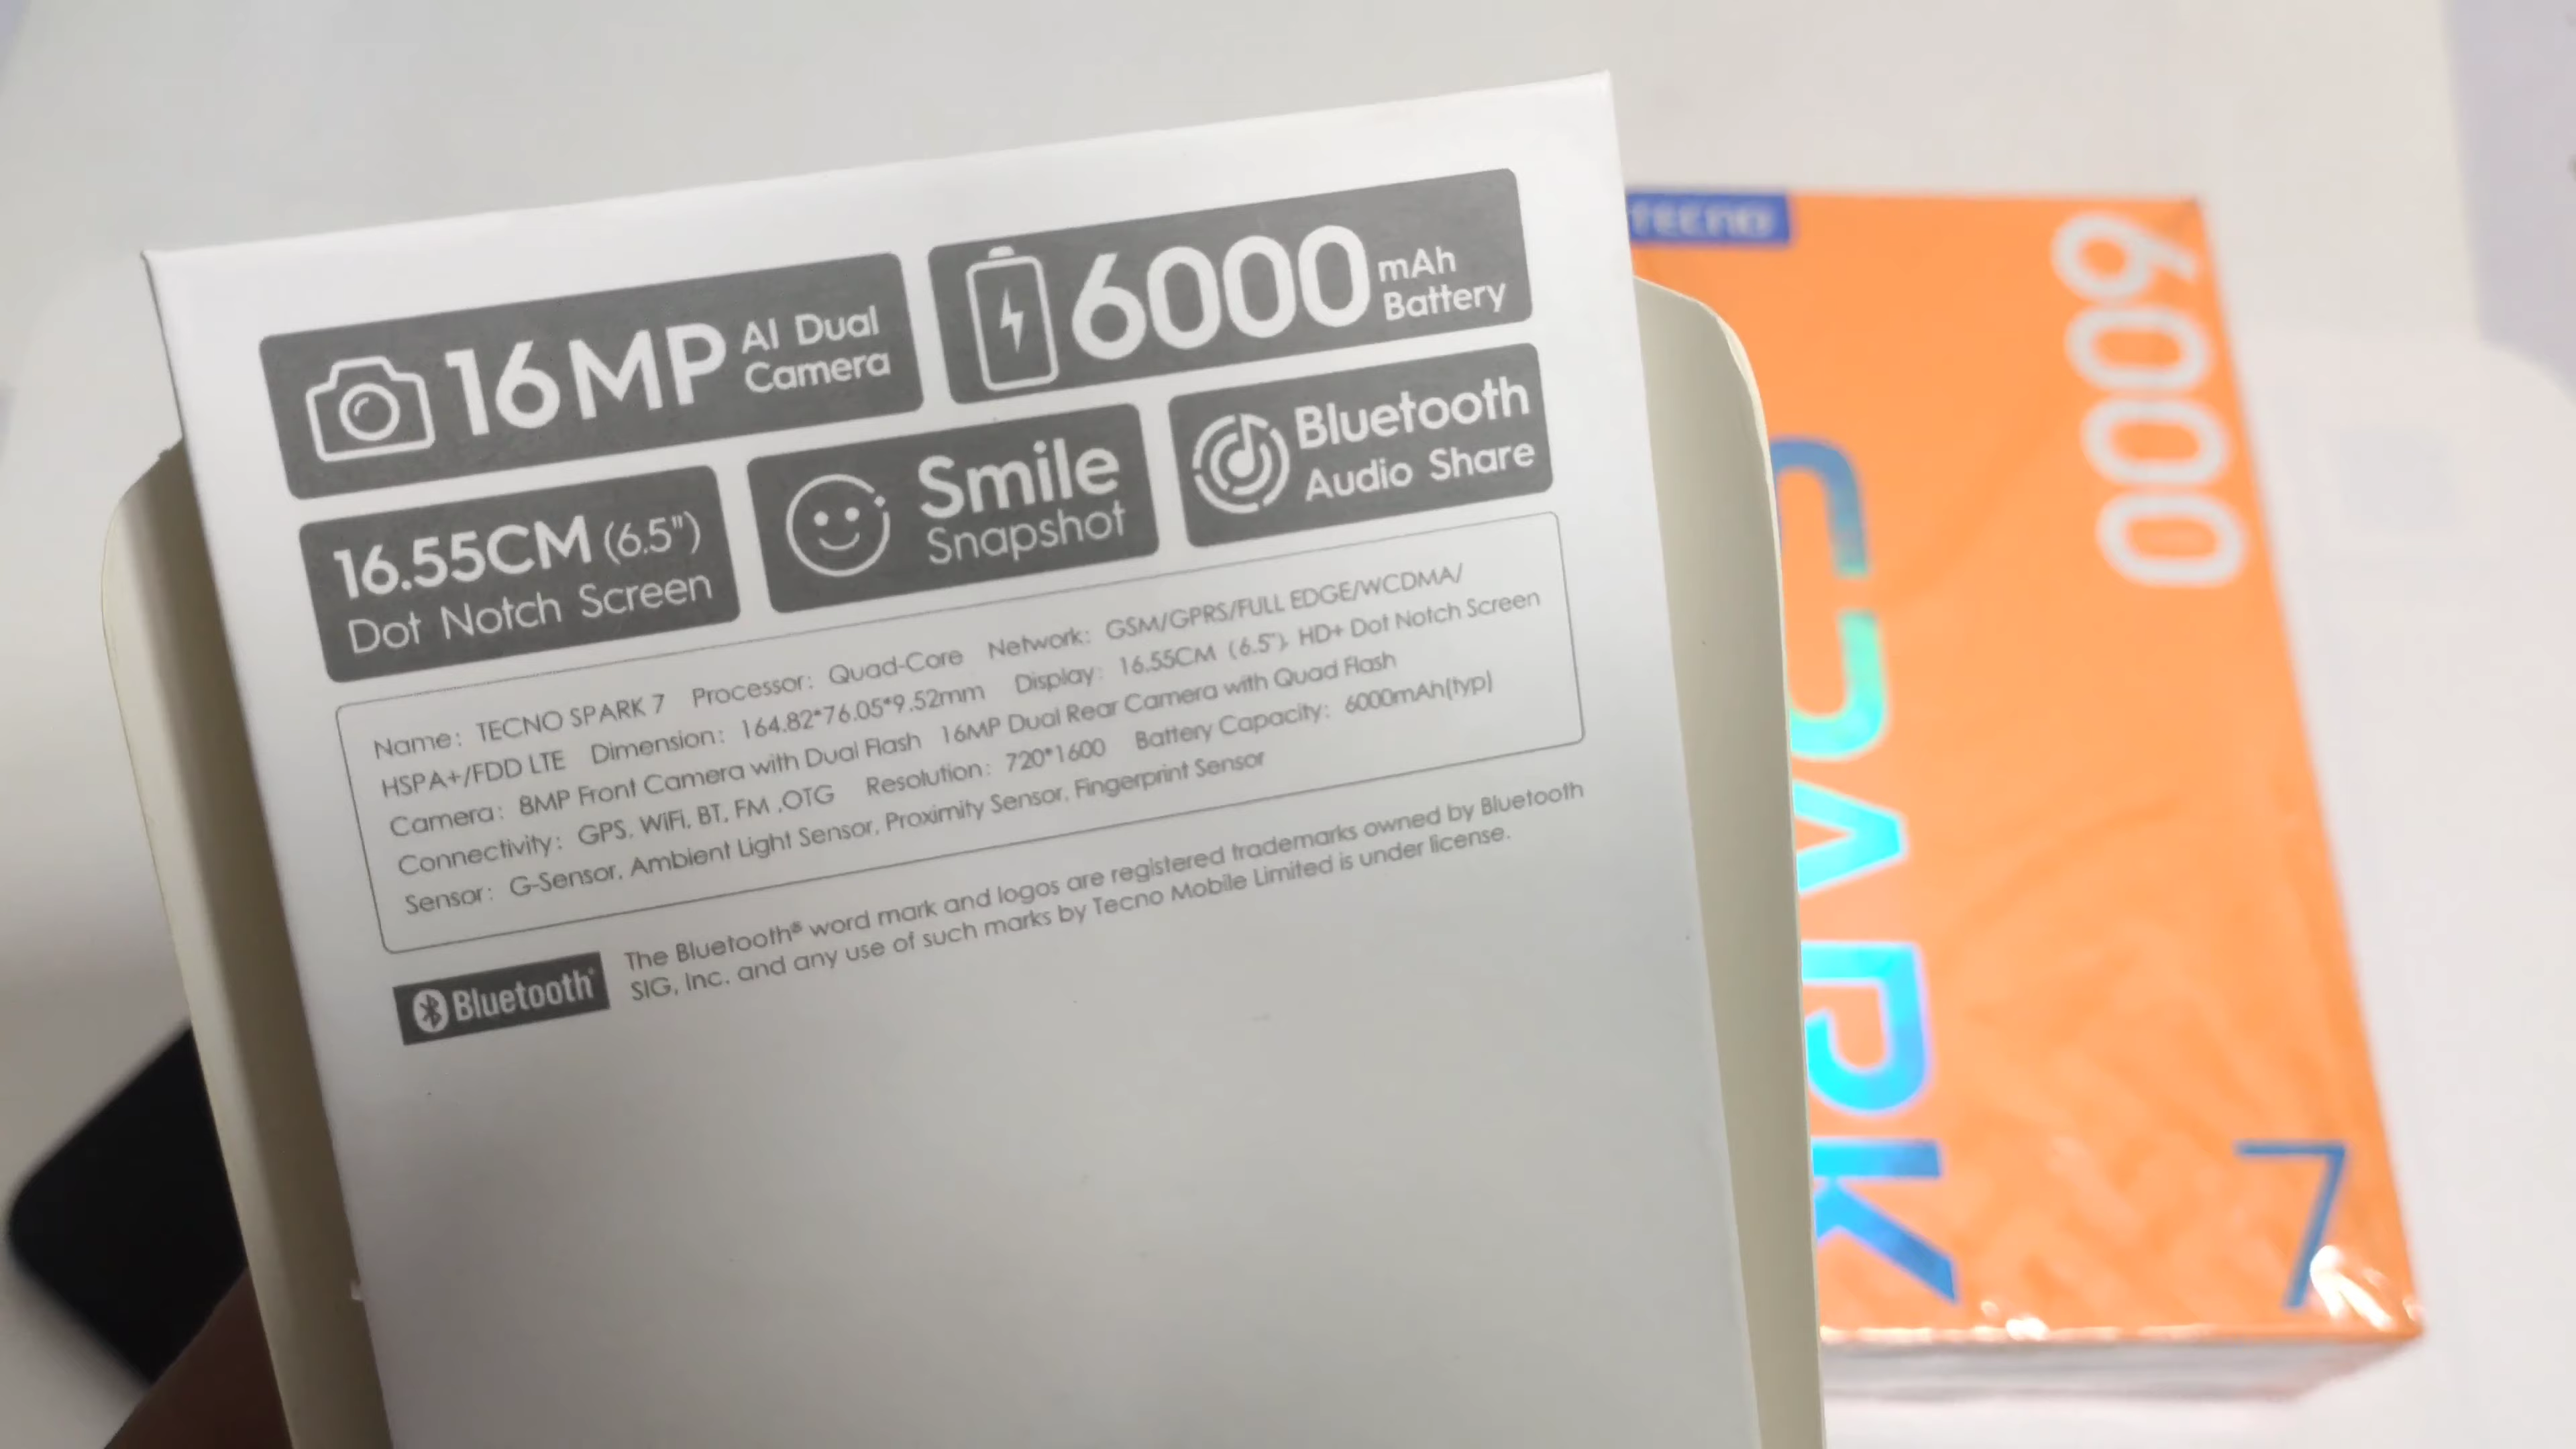 16MP AI Dual Camera
6000 mAh Battery
16.55CM (6.5")
Dot Notch Screen
Smile
Snapshot
Bluetooth
Audio Share
Name: TECNO SPARK 7 Processor: Quad-Core Network: GSM/GPRS/FULL EDGE/WCDMA/
HSPA+/FDD LTE Dimension: 164.82*76.05*9.52mm Display: 16.55CM (6.5"), HD+ Dot Notch Screen
Camera: 8MP Front Camera with Dual Flash 16MP Dual Rear Camera with Quad Flash
Connectivity: GPS, WiFi, BT, FM ,OTG Resolution: 720*1600 Battery Capacity: 6000mAh(typ)
Sensor: G-Sensor, Ambient Light Sensor, Proximity Sensor, Fingerprint Sensor
Bluetooth®
The Bluetooth® word mark and logos are registered trademarks owned by Bluetooth
SIG, Inc. and any use of such marks by Tecno Mobile Limited is under license.
TECNO
6000
SPARK
7